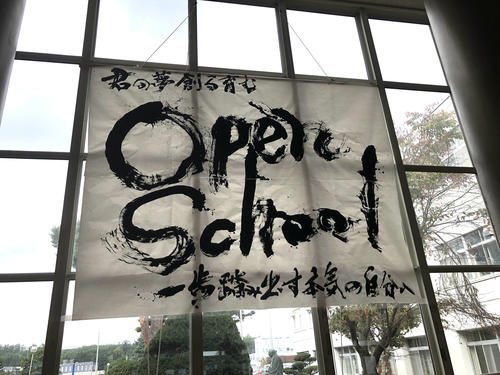 君の夢創る育む
Open
School
一歩踏み出す本気の自分へ